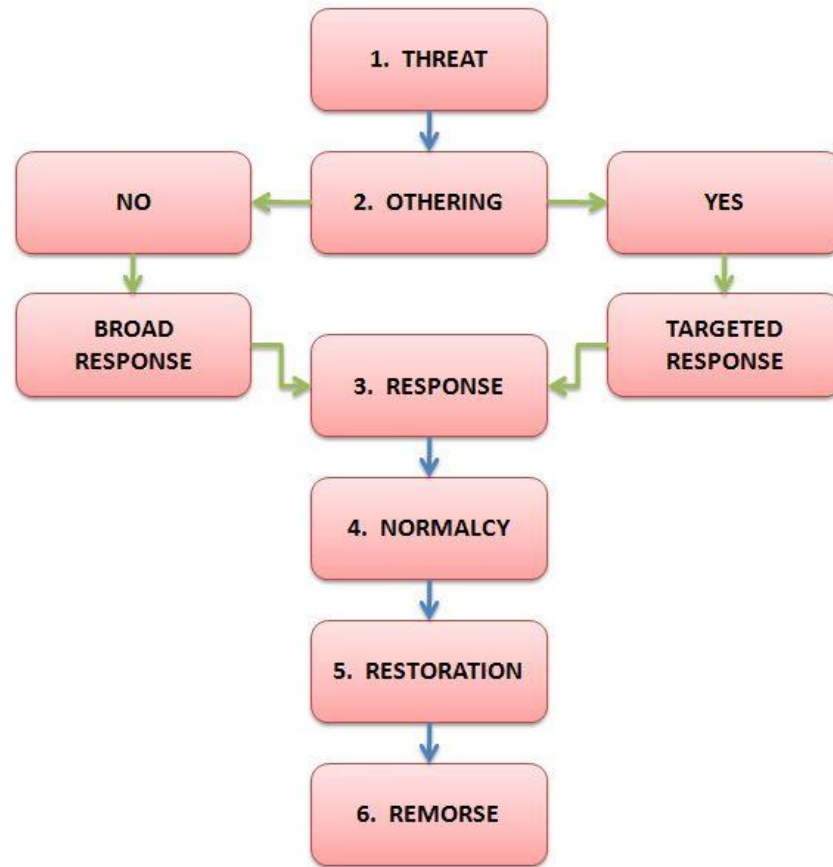 1. THREAT
NO
2. OTHERING
YES
BROAD
RESPONSE
TARGETED
RESPONSE
3. RESPONSE
4. NORMALCY
5. RESTORATION
6. REMORSE